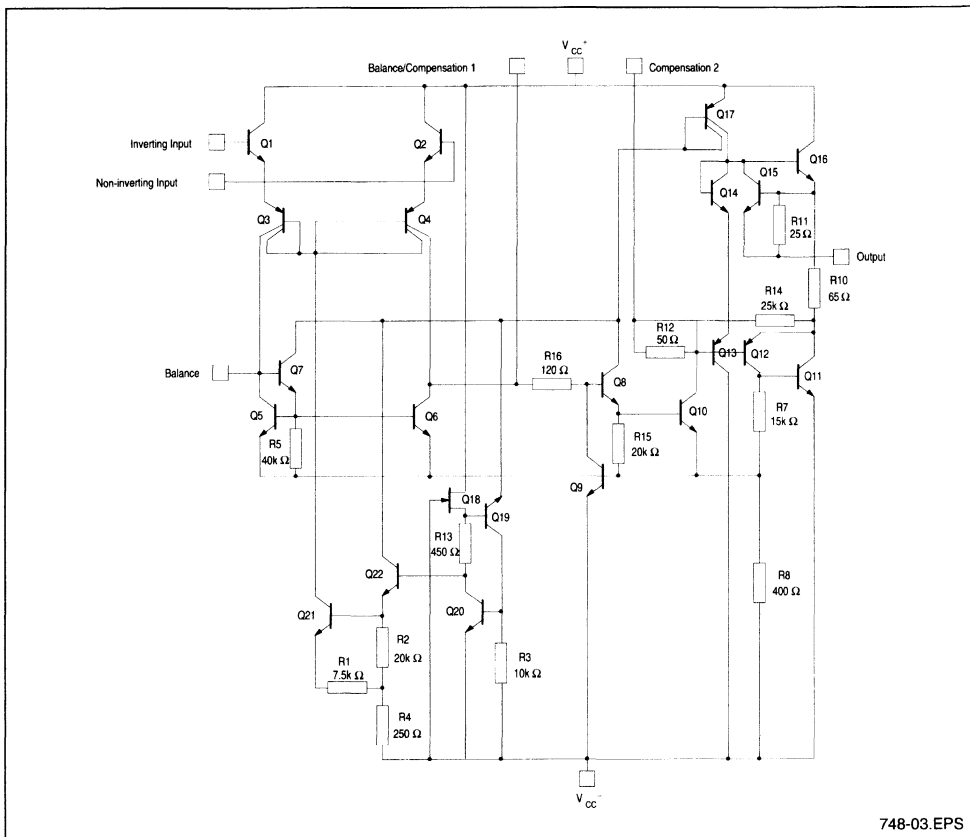 V CC +
Balance/Compensation 1
Compensation 2
Q17
Inverting Input
Q1
Q2
Q16
Q15
Non-inverting Input
Q14
Q3
Q4
R11
25 Ω
Output
R10
65 Ω
R14
25k Ω
R12
50 Ω
Q13
Q12
Balance
Q7
R16
120 Ω
Q8
Q11
Q5
Q6
Q10
R7
15k Ω
R5
40k Ω
R15
20k Ω
Q9
Q18
Q19
R13
450 Ω
Q22
R8
400 Ω
Q21
Q20
R2
20k Ω
R3
10k Ω
R1
7.5k Ω
R4
250 Ω
V CC -
748-03.EPS